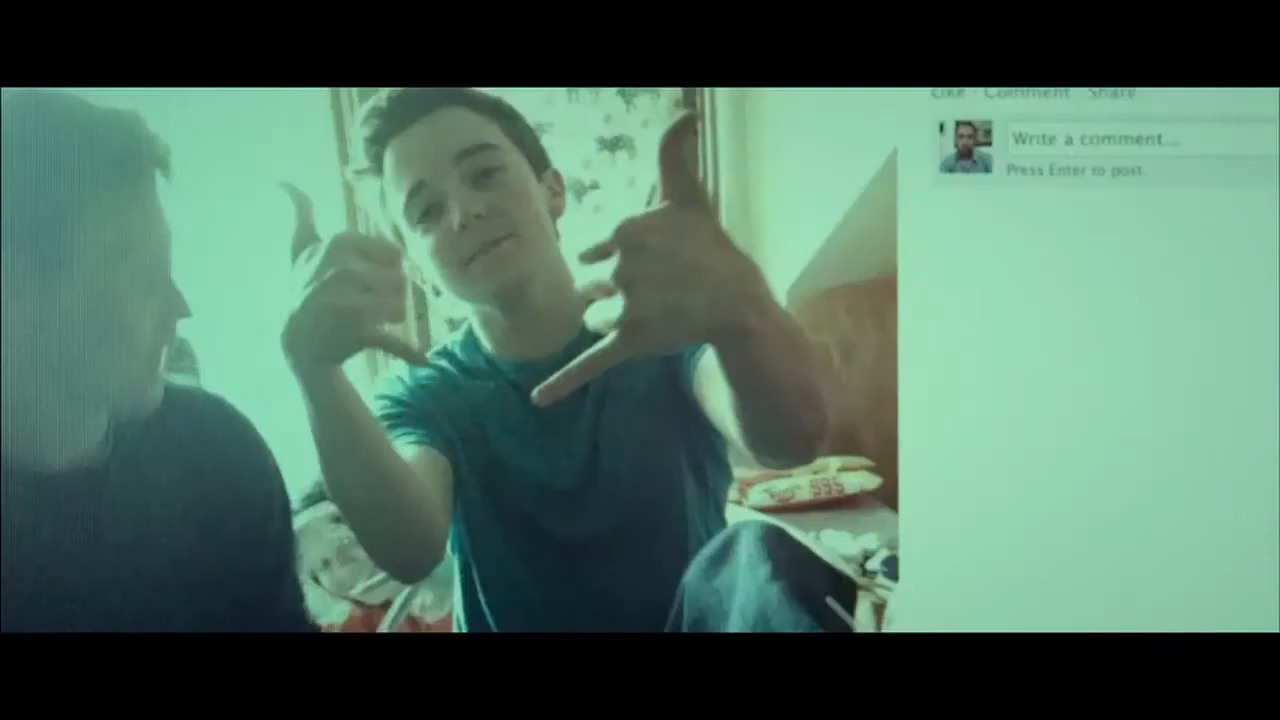 Like · Comment · Share
Write a comment...
Press Enter to post.